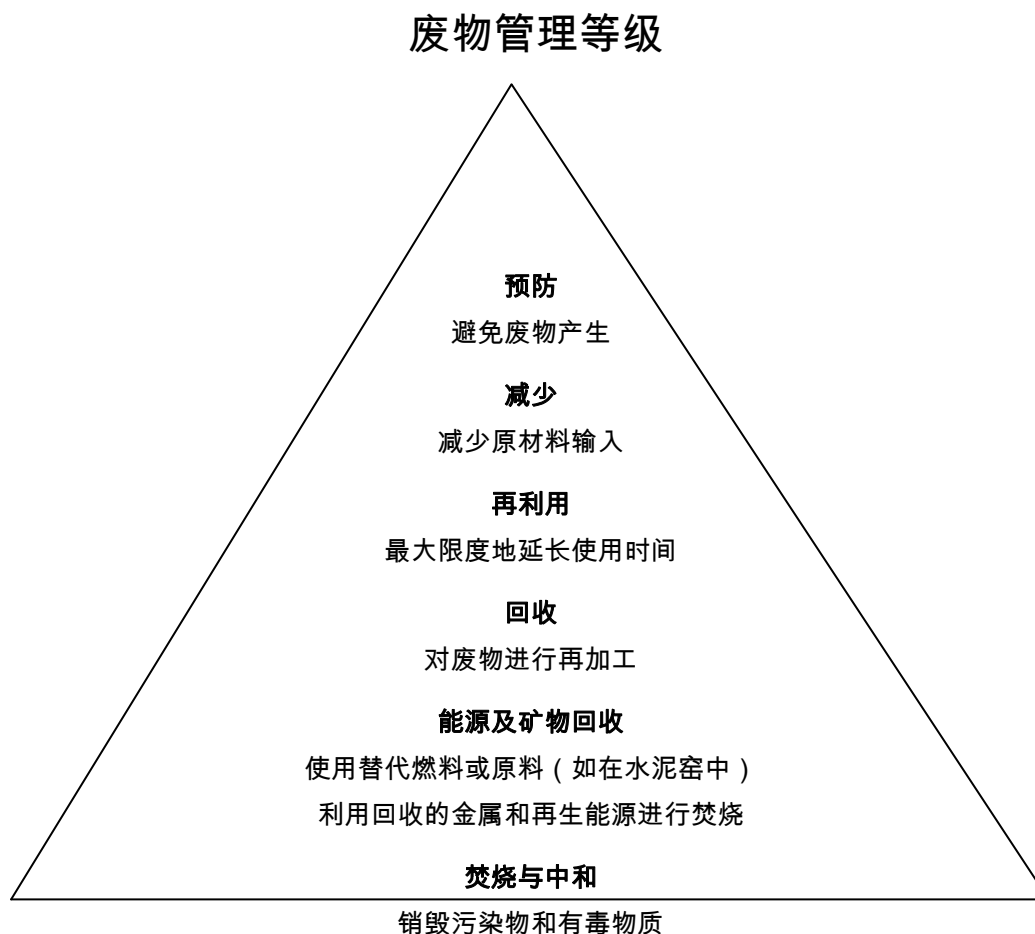 废物管理等级
预防
避免废物产生
减少
减少原材料输入
再利用
最大限度地延长使用时间
回收
对废物进行再加工
能源及矿物回收
使用替代燃料或原料（如在水泥窑中）
利用回收的金属和再生能源进行焚烧
焚烧与中和
销毁污染物和有毒物质